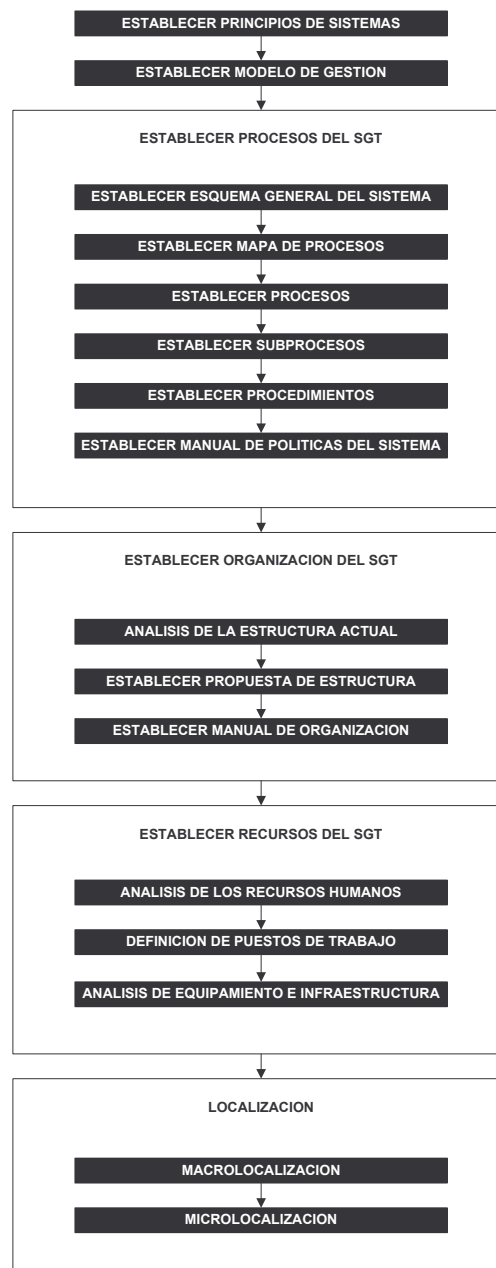 ESTABLECER PRINCIPIOS DE SISTEMAS
ESTABLECER MODELO DE GESTION
ESTABLECER PROCESOS DEL SGT
ESTABLECER ESQUEMA GENERAL DEL SISTEMA
ESTABLECER MAPA DE PROCESOS
ESTABLECER PROCESOS
ESTABLECER SUBPROCESOS
ESTABLECER PROCEDIMIENTOS
ESTABLECER MANUAL DE POLITICAS DEL SISTEMA
ESTABLECER ORGANIZACION DEL SGT
ANALISIS DE LA ESTRUCTURA ACTUAL
ESTABLECER PROPUESTA DE ESTRUCTURA
ESTABLECER MANUAL DE ORGANIZACION
ESTABLECER RECURSOS DEL SGT
ANALISIS DE LOS RECURSOS HUMANOS
DEFINICION DE PUESTOS DE TRABAJO
ANALISIS DE EQUIPAMIENTO E INFRAESTRUCTURA
LOCALIZACION
MACROLOCALIZACION
MICROLOCALIZACION